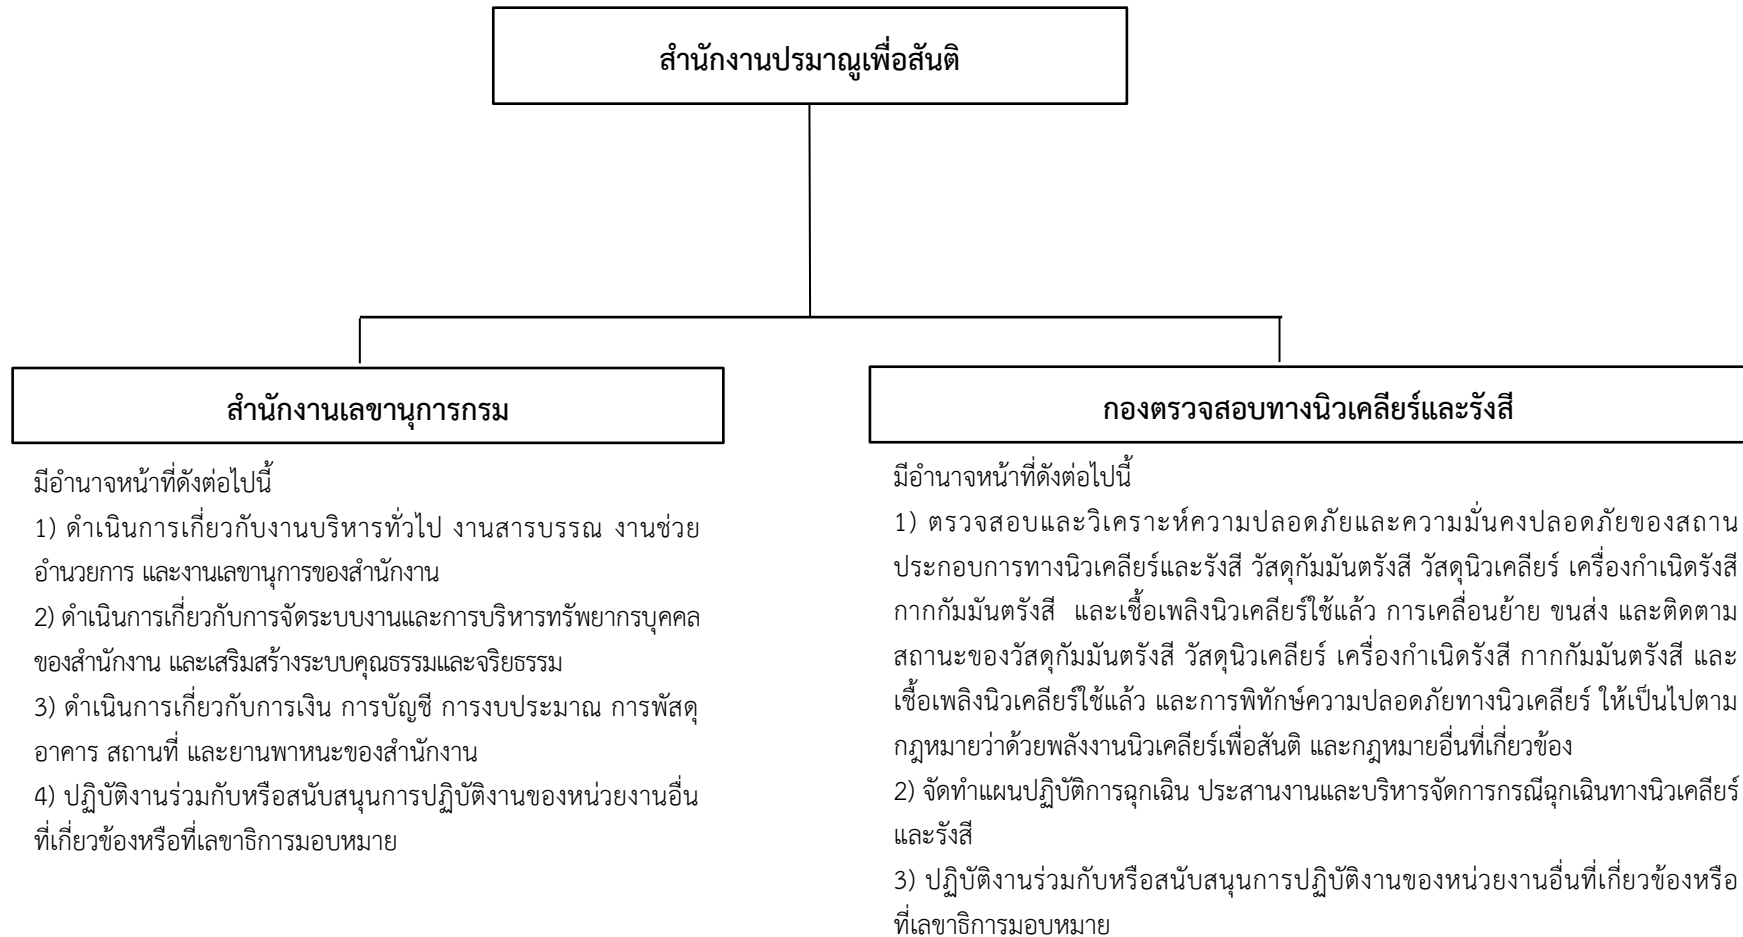 สำนักงานปรมาณูเพื่อสันติ
สำนักงานเลขานุการกรม
มีอำนาจหน้าที่ดังต่อไปนี้
1) ดำเนินการเกี่ยวกับงานบริหารทั่วไป งานสารบรรณ งานช่วย
อำนวยการ และงานเลขานุการของสำนักงาน
2) ดำเนินการเกี่ยวกับการจัดระบบงานและการบริหารทรัพยากรบุคคล
ของสำนักงาน และเสริมสร้างระบบคุณธรรมและจริยธรรม
3) ดำเนินการเกี่ยวกับการเงิน การบัญชี การงบประมาณ การพัสดุ
อาคาร สถานที่ และยานพาหนะของสำนักงาน
4) ปฏิบัติงานร่วมกับหรือสนับสนุนการปฏิบัติงานของหน่วยงานอื่น
ที่เกี่ยวข้องหรือที่เลขาธิการมอบหมาย
กองตรวจสอบทางนิวเคลียร์และรังสี
มีอำนาจหน้าที่ดังต่อไปนี้
1) ตรวจสอบและวิเคราะห์ความปลอดภัยและความมั่นคงปลอดภัยของสถาน
ประกอบการทางนิวเคลียร์และรังสี วัสดุกัมมันตรังสี วัสดุนิวเคลียร์ เครื่องกำเนิดรังสี
กากกัมมันตรังสี และเชื้อเพลิงนิวเคลียร์ใช้แล้ว การเคลื่อนย้าย ขนส่ง และติดตาม
สถานะของวัสดุกัมมันตรังสี วัสดุนิวเคลียร์ เครื่องกำเนิดรังสี กากกัมมันตรังสี และ
เชื้อเพลิงนิวเคลียร์ใช้แล้ว และการพิทักษ์ความปลอดภัยทางนิวเคลียร์ ให้เป็นไปตาม
กฎหมายว่าด้วยพลังงานนิวเคลียร์เพื่อสันติ และกฎหมายอื่นที่เกี่ยวข้อง
2) จัดทำแผนปฏิบัติการฉุกเฉิน ประสานงานและบริหารจัดการกรณีฉุกเฉินทางนิวเคลียร์
และรังสี
3) ปฏิบัติงานร่วมกับหรือสนับสนุนการปฏิบัติงานของหน่วยงานอื่นที่เกี่ยวข้องหรือ
ที่เลขาธิการมอบหมาย